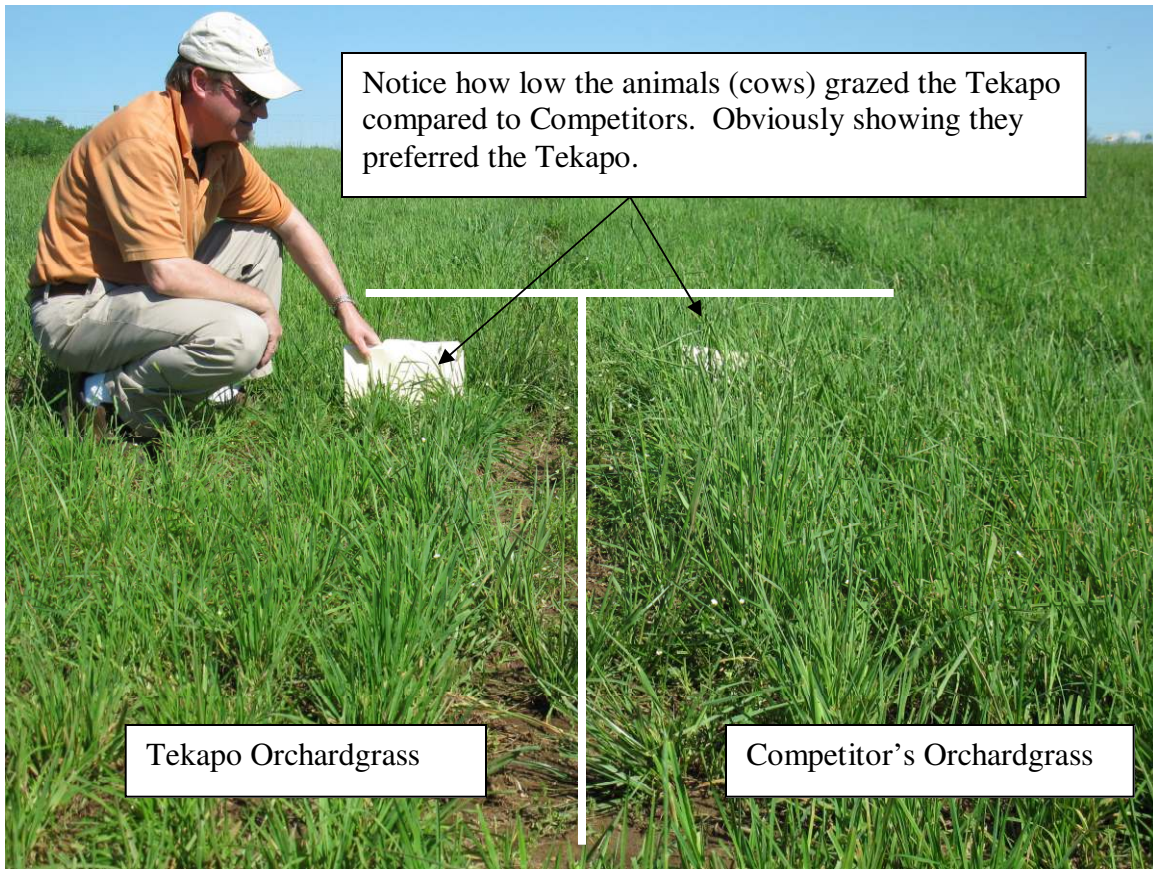 Notice how low the animals (cows) grazed the Tekapo
compared to Competitors.  Obviously showing they
preferred the Tekapo.
Tekapo Orchardgrass
Competitor’s Orchardgrass